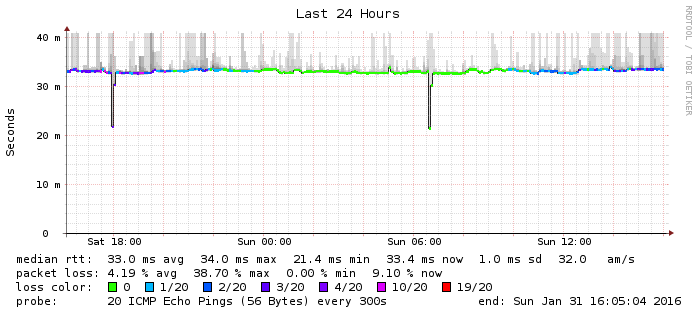 Last 24 Hours
RRDTOOL / TOBI OETIKER
Seconds
40 m
30 m
20 m
10 m
0
Sat 18:00 Sun 00:00 Sun 06:00 Sun 12:00
median rtt: 33.0 ms avg 34.0 ms max 21.4 ms min 33.4 ms now 1.0 ms sd 32.0 am/s
packet loss: 4.19 % avg 38.70 % max 0.00 % min 9.10 % now
loss color: 0 1/20 2/20 3/20 4/20 10/20 19/20
probe: 20 ICMP Echo Pings (56 Bytes) every 300s end: Sun Jan 31 16:05:04 2016